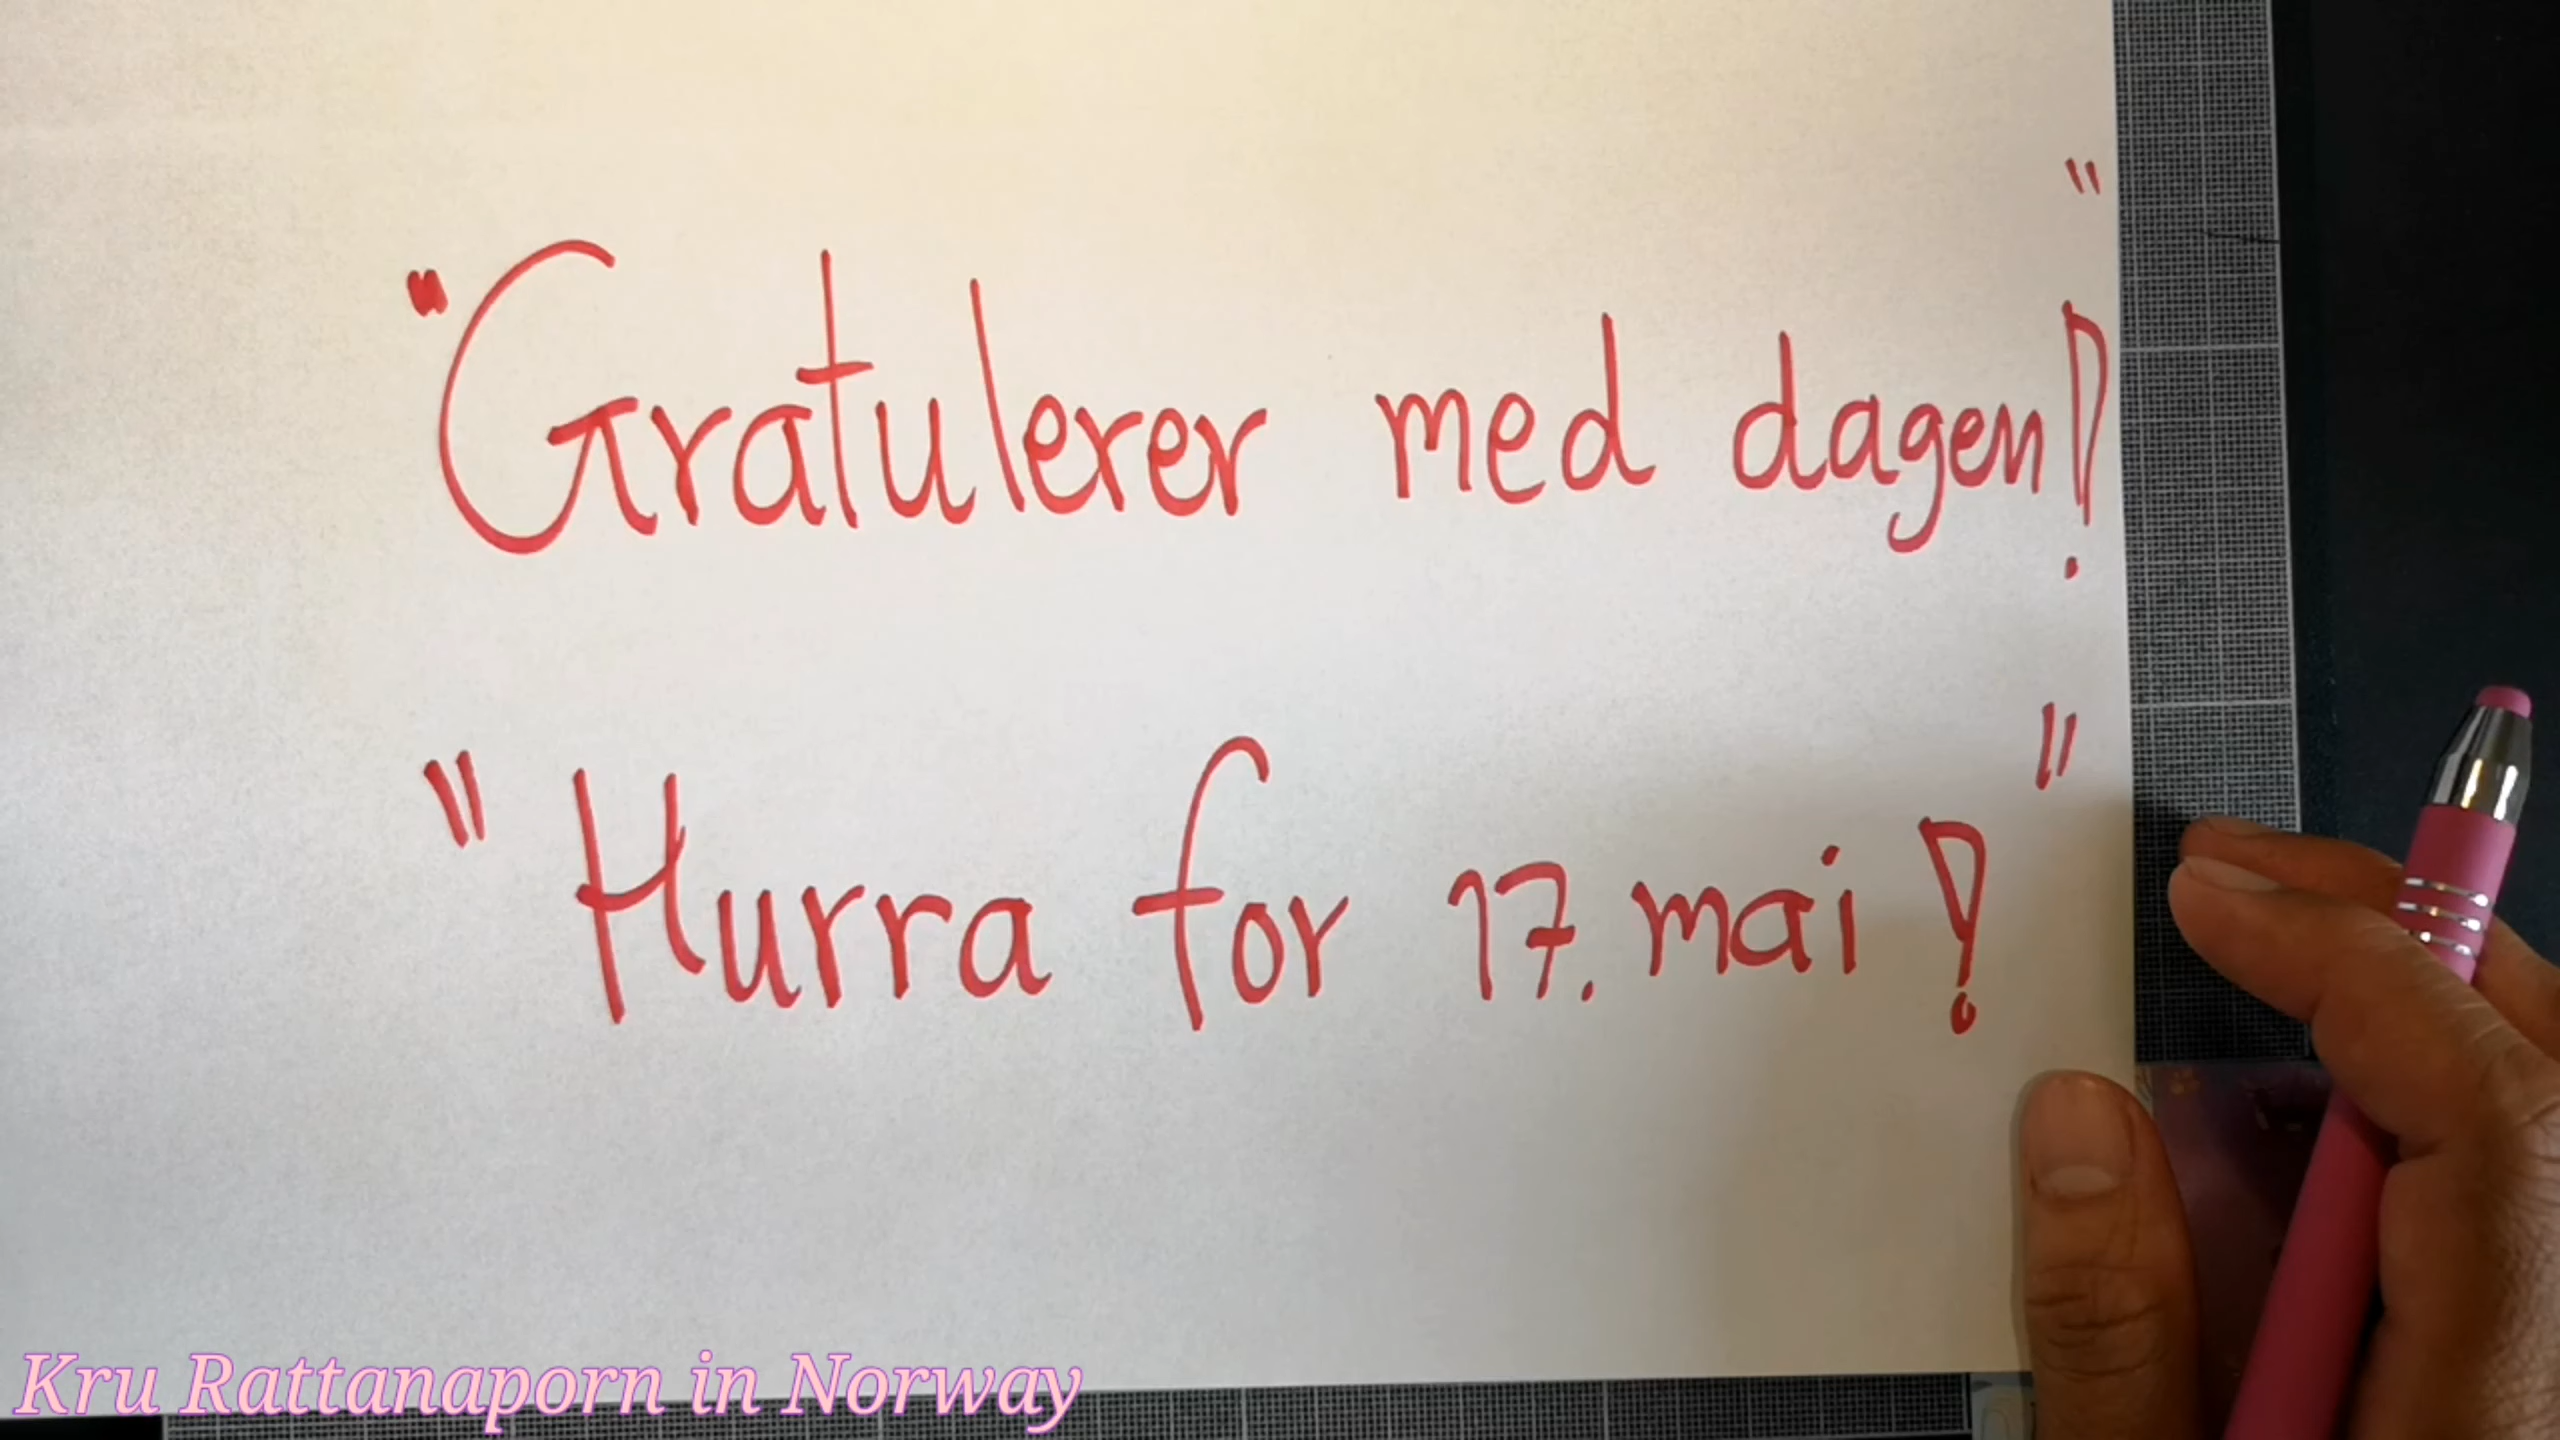 "Gratulerer med dagen!"
"Hurra for 17. mai!"
Kru Rattanaporn in Norway